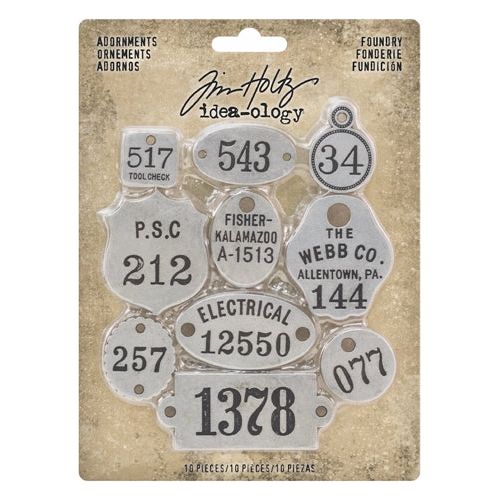 ADORNMENTS
ORNEMENTS
ADORNOS
FOUNDRY
FONDERIE
FUNDICIÓN
Tim Holtz
idea-ology
517
TOOL CHECK
543
34
P.S.C
212
FISHER-
KALAMAZOO
A-1513
THE
WEBB CO.
ALLENTOWN, PA.
144
ELECTRICAL
12550
257
077
1378
10 PIECES/10 PIÈCES/10 PIEZAS